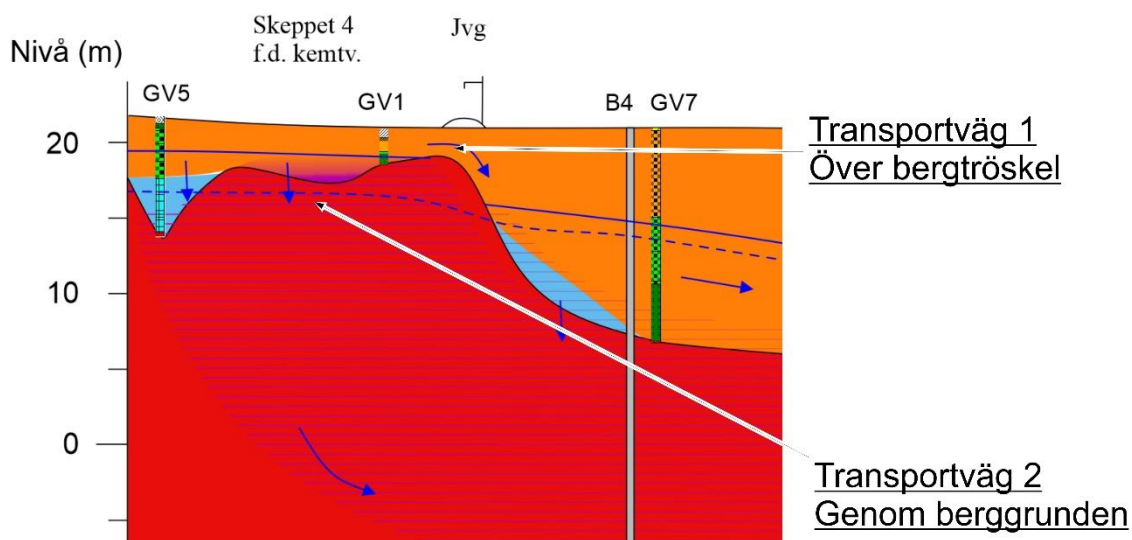 Skeppet 4
f.d. kemtv.
Jvg
Nivå (m)
GV5
GV1
B4
GV7
20
10
0
Transportväg 1
Över bergtröskel
Transportväg 2
Genom berggrunden